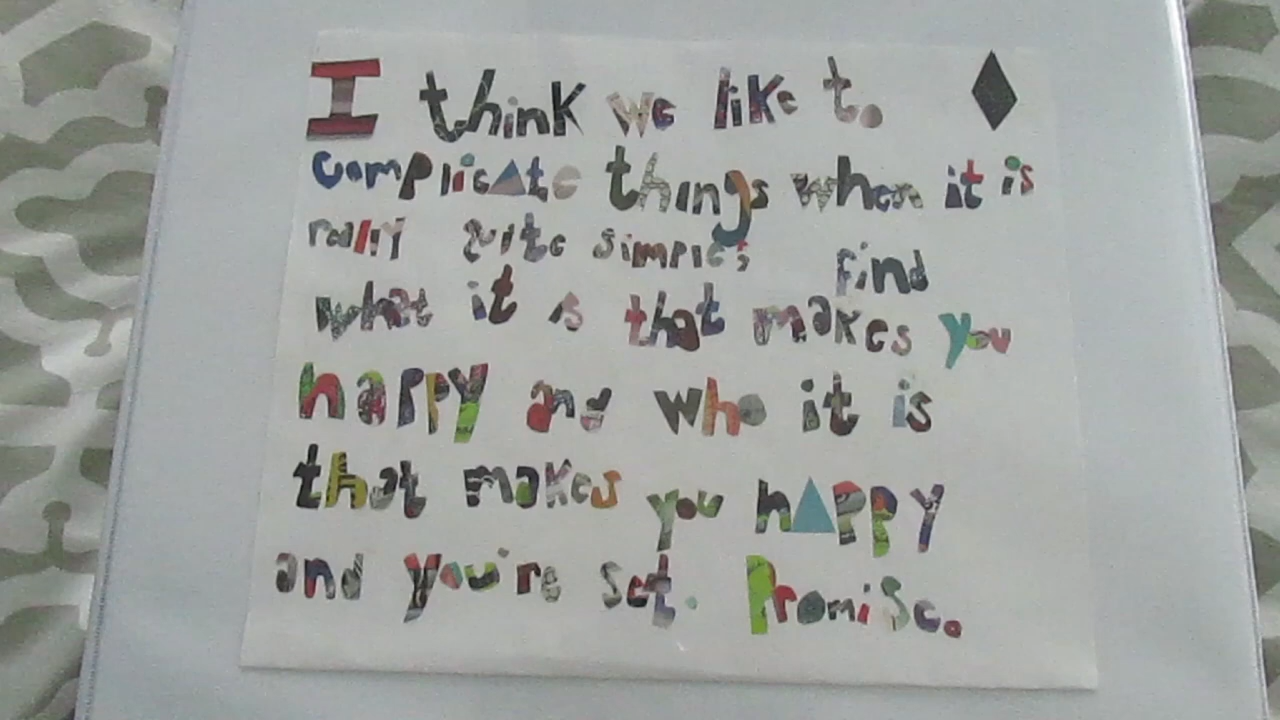 I think we like to
complicate things when it is
really quite simple; find
what it is that makes you
happy and who it is
that makes you happy
and you're set. Promise.